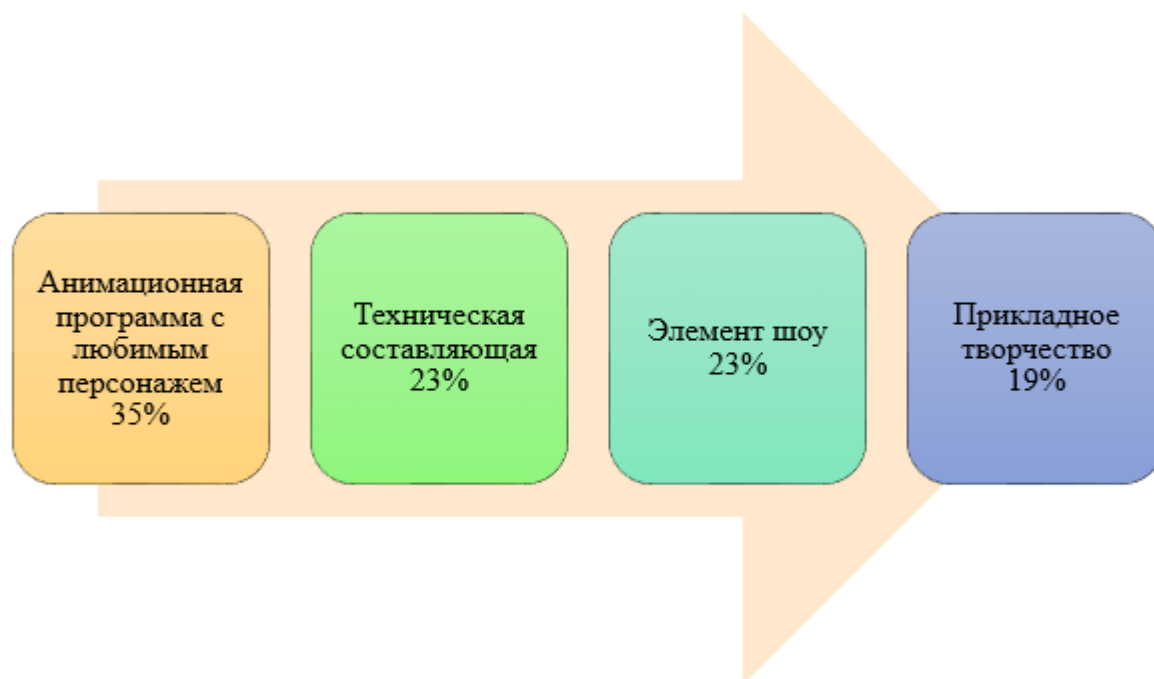 Анимационная
программа с
любимым
персонажем
35%
Техническая
составляющая
23%
Элемент шоу
23%
Прикладное
творчество
19%